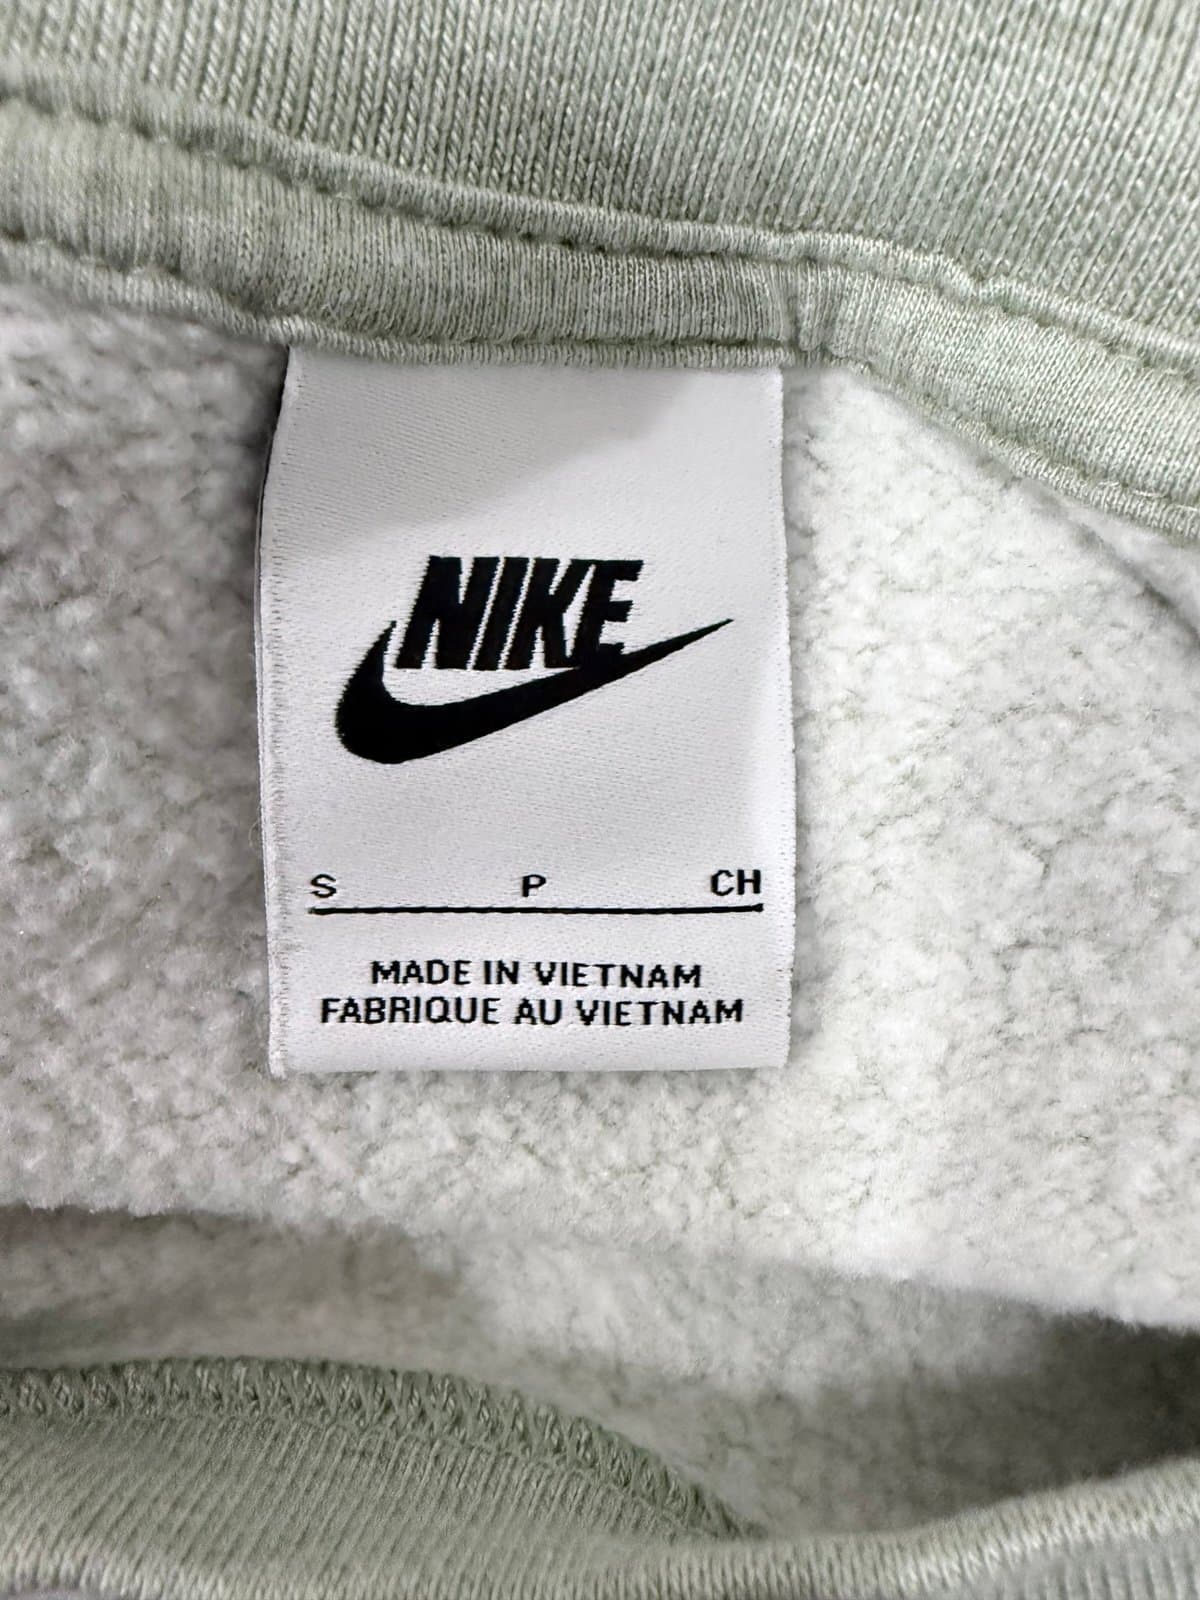 NIKE
S P CH
MADE IN VIETNAM
FABRIQUE AU VIETNAM